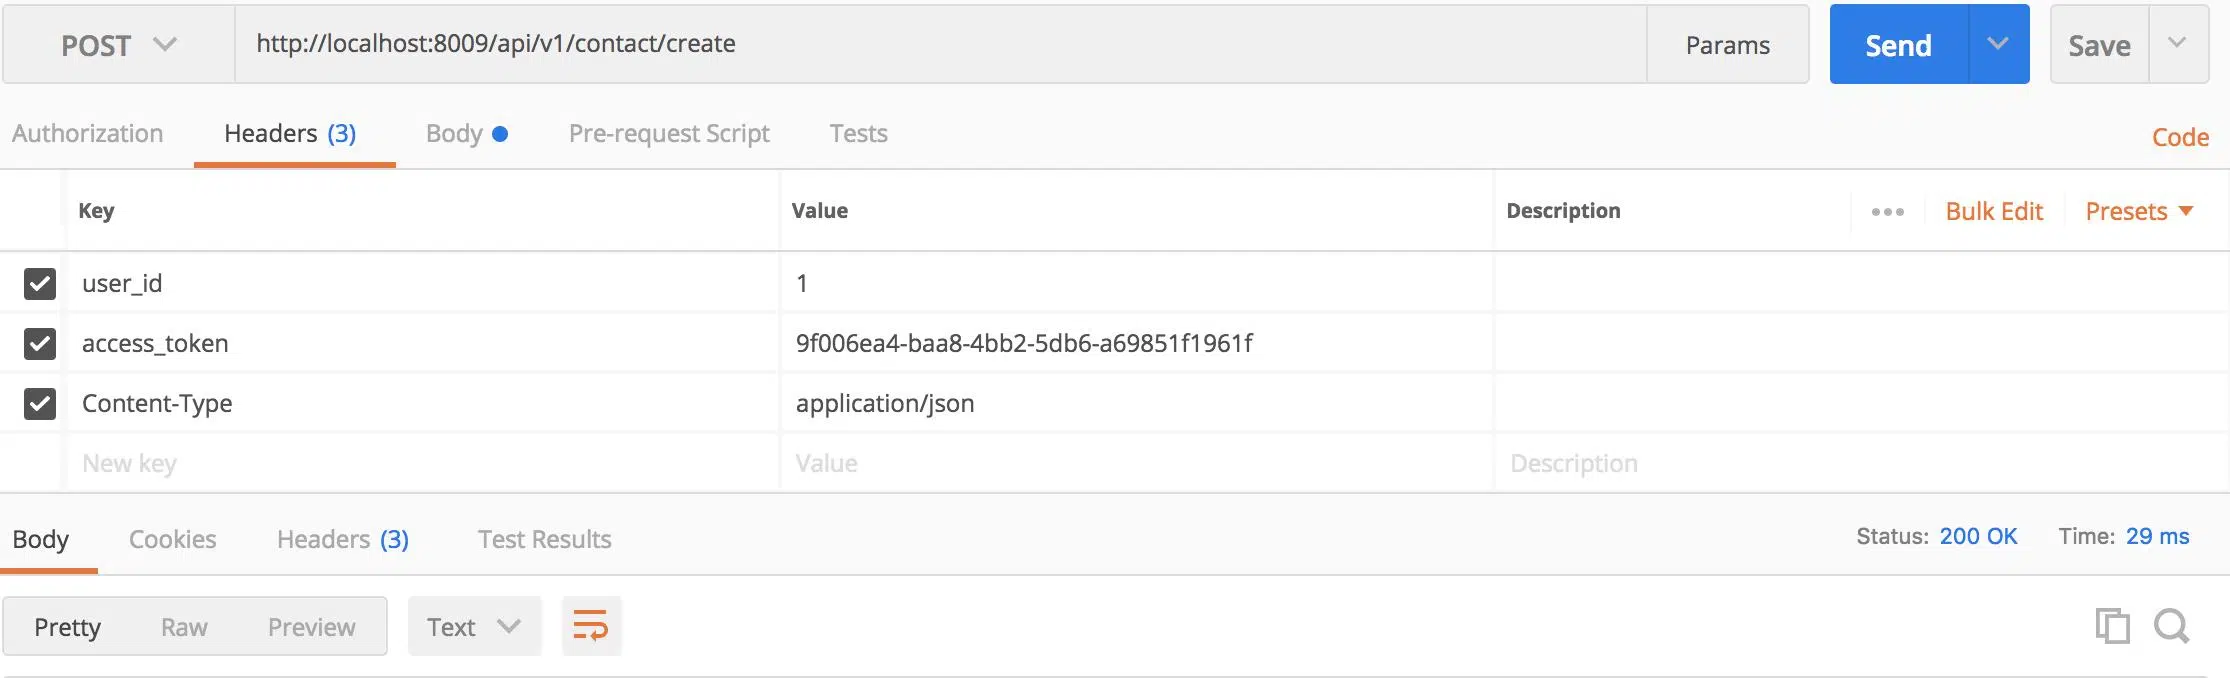 POST http://localhost:8009/api/v1/contact/create Params Send Save
Authorization Headers (3) Body Pre-request Script Tests Code
Key Value Description ••• Bulk Edit Presets
user_id 1
access_token 9f006ea4-baa8-4bb2-5db6-a69851f1961f
Content-Type application/json
New key Value Description
Body Cookies Headers (3) Test Results Status: 200 OK Time: 29 ms
Pretty Raw Preview Text